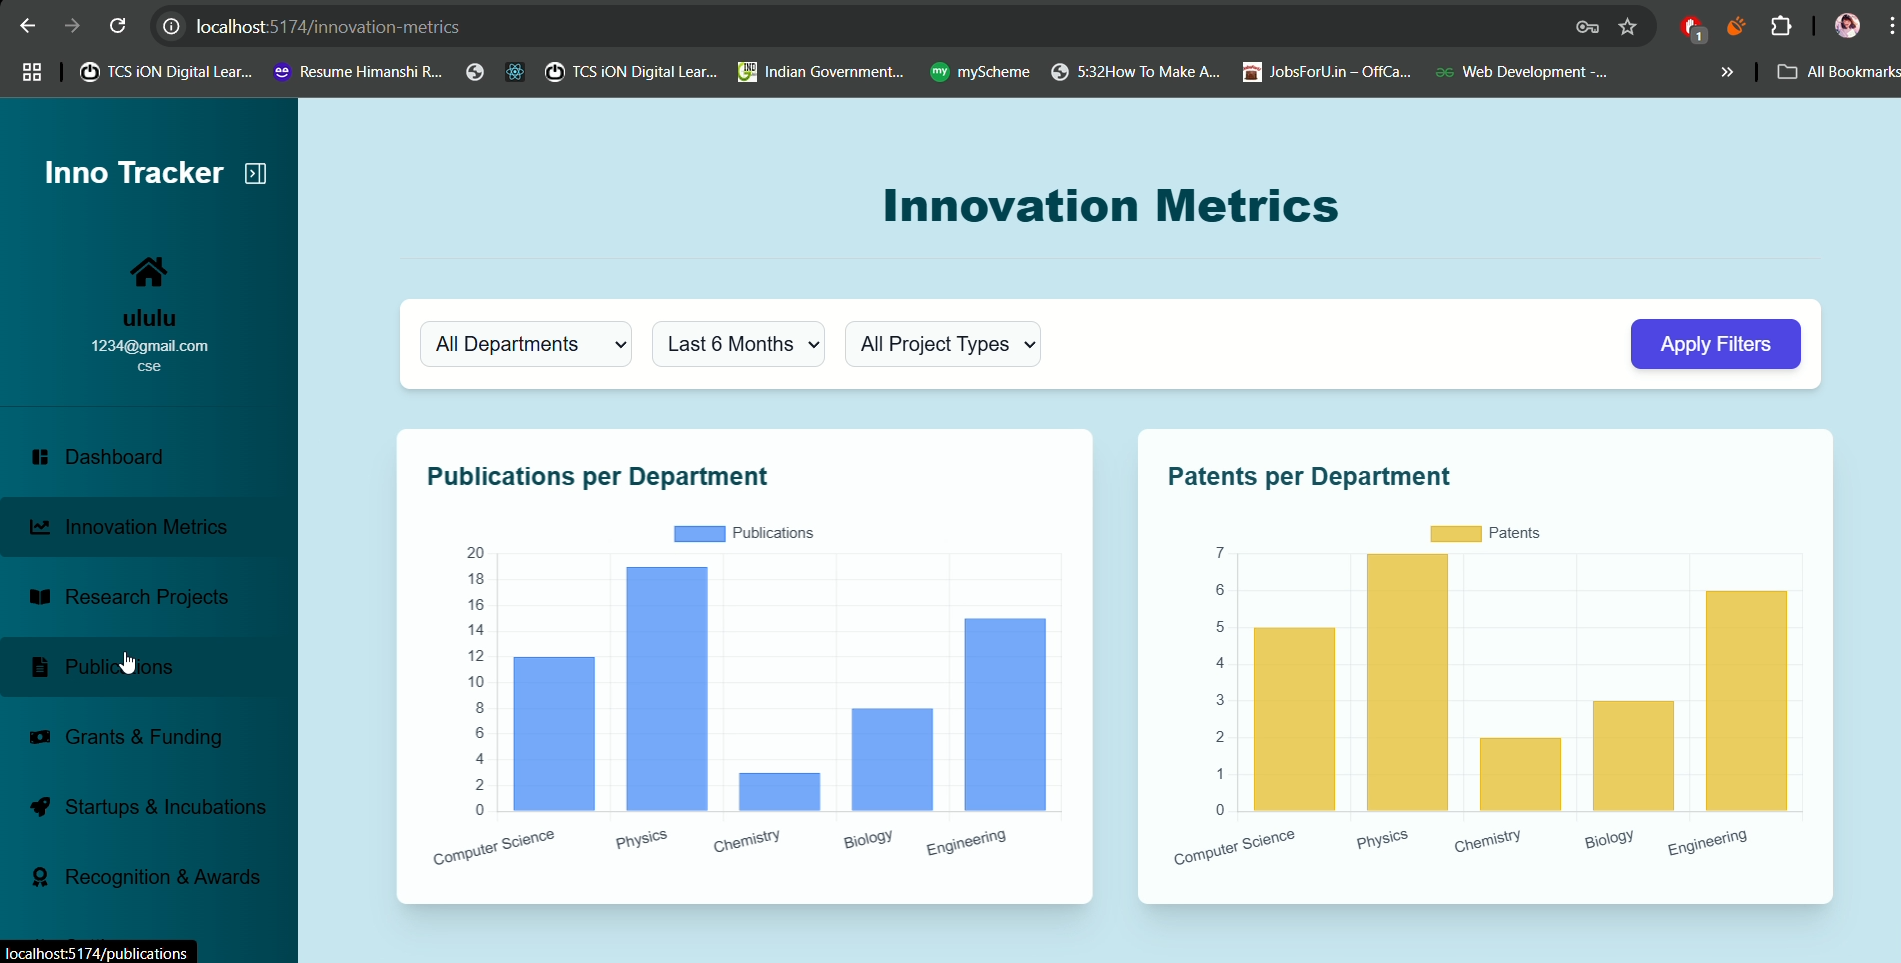 localhost:5174/innovation-metrics
1
TCS iON Digital Lear...
Resume Himanshi R...
TCS iON Digital Lear...
IND
Indian Government...
my
myScheme
5:32How To Make A...
JobsForU.in – OffCa...
Web Development -...
»
All Bookmarks
Inno Tracker
ululu
1234@gmail.com
cse
Dashboard
Innovation Metrics
Research Projects
Publications
Grants & Funding
Startups & Incubations
Recognition & Awards
localhost:5174/publications
Innovation Metrics
All Departments
Last 6 Months
All Project Types
Apply Filters
Publications per Department
Publications
20
18
16
14
12
10
8
6
4
2
0
Computer Science
Physics
Chemistry
Biology
Engineering
Patents per Department
Patents
7
6
5
4
3
2
1
0
Computer Science
Physics
Chemistry
Biology
Engineering